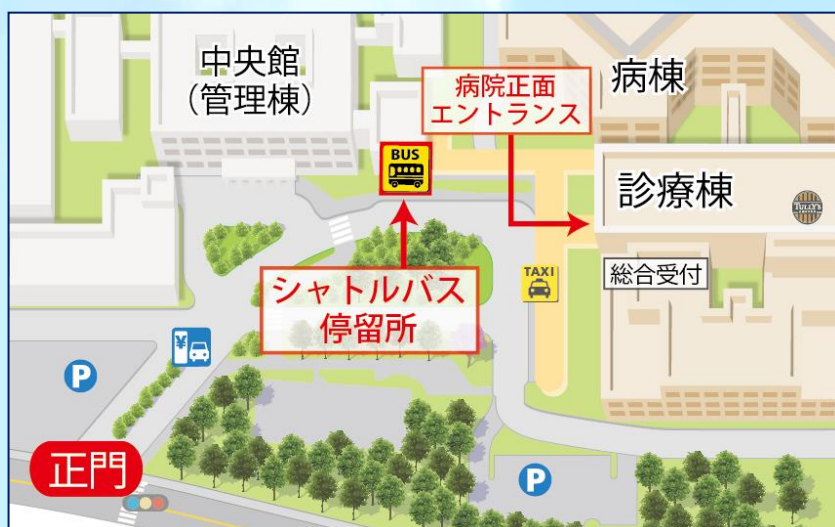 中央館
(管理棟)
病院正面
エントランス
病棟
BUS
診療棟
TULLY'S
COFFEE
TAXI
総合受付
シャトルバス
停留所
¥
P
正門
P